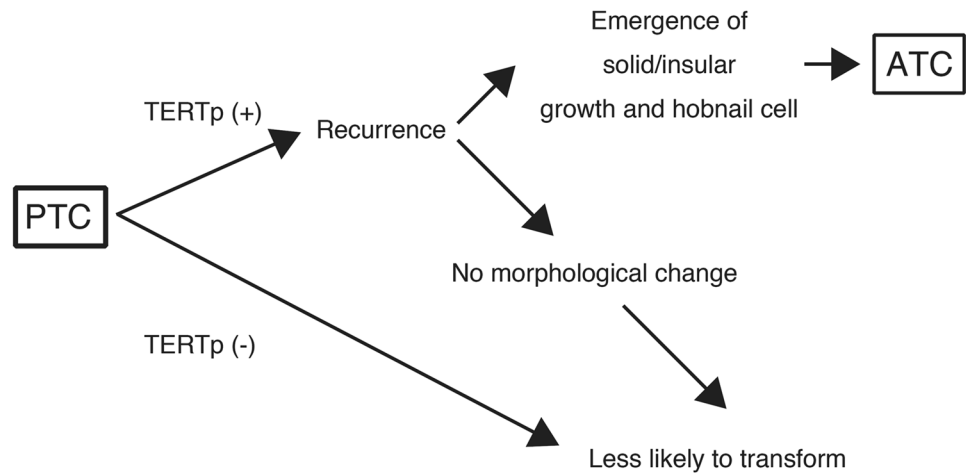 Emergence of
solid/insular
growth and hobnail cell
ATC
TERTp (+)
Recurrence
PTC
No morphological change
TERTp (-)
Less likely to transform